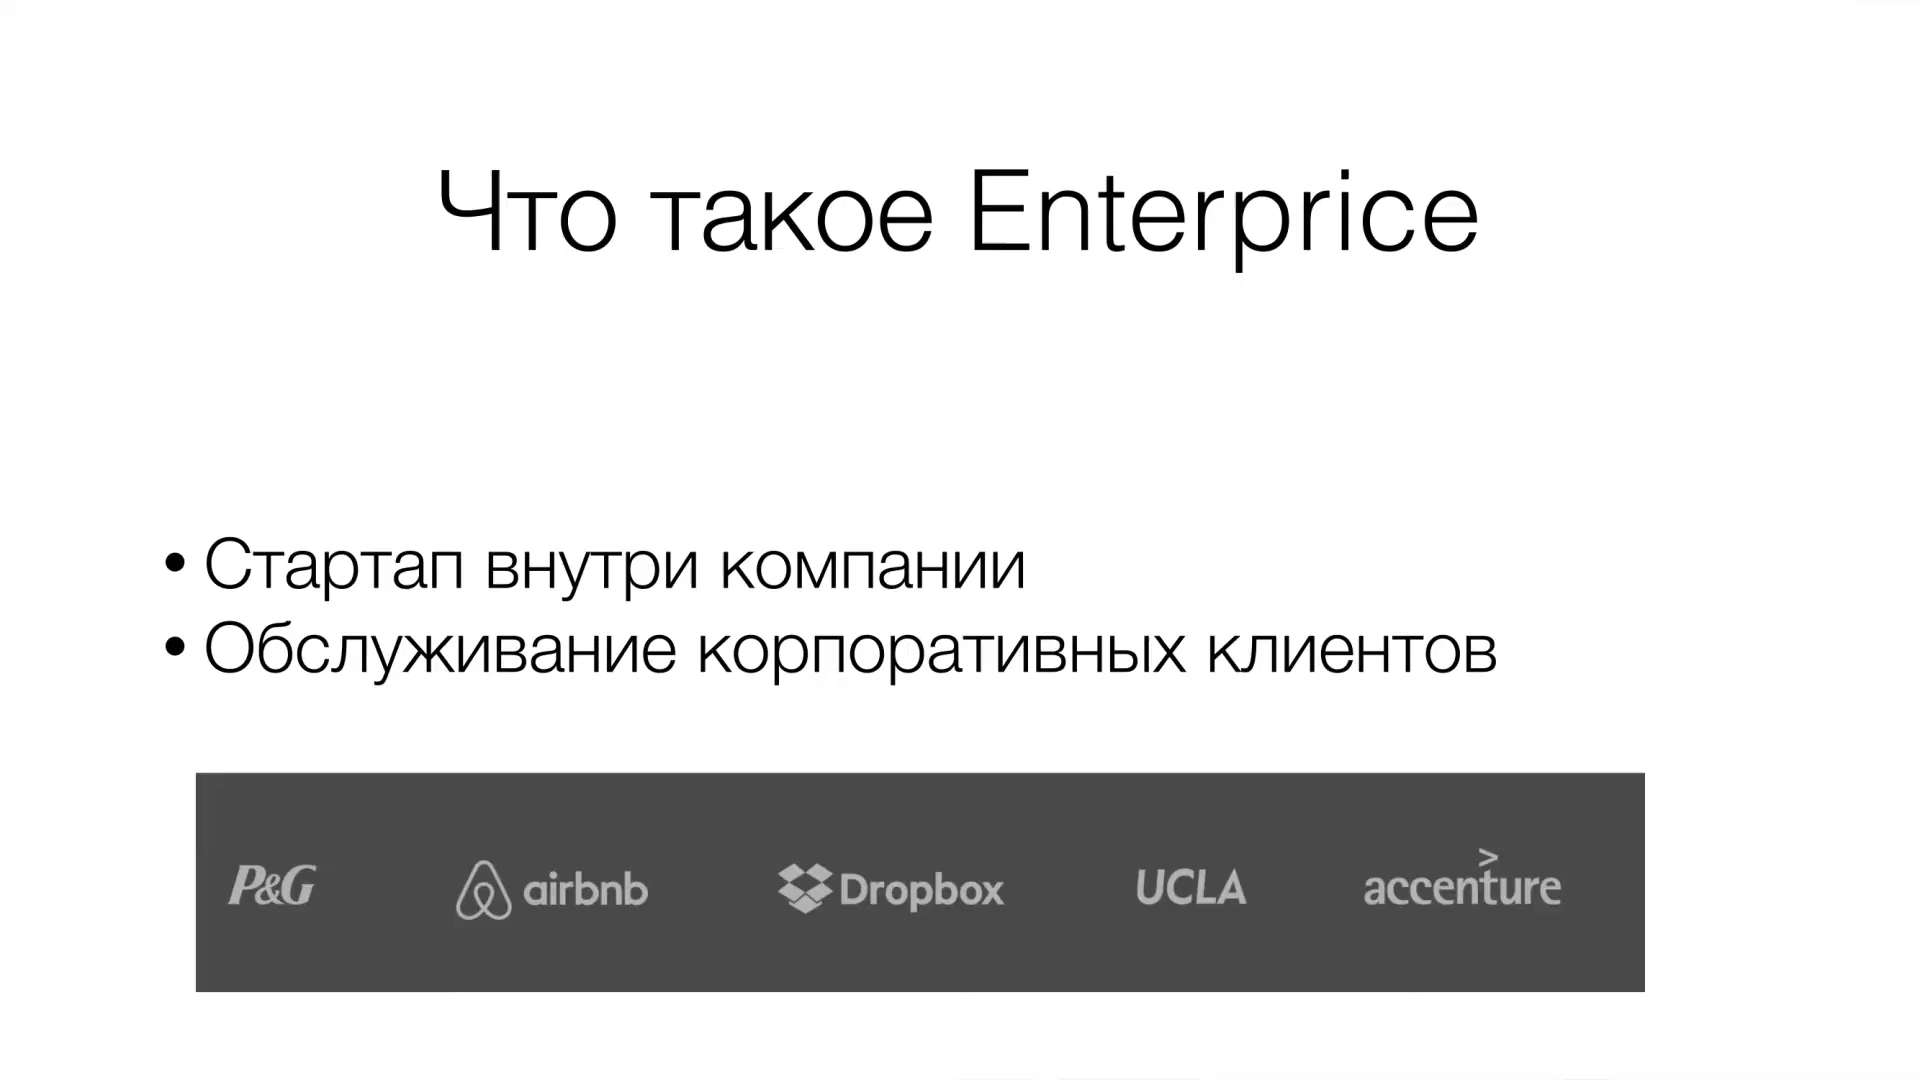 Что такое Enterprice
• Стартап внутри компании
• Обслуживание корпоративных клиентов
P&G airbnb Dropbox UCLA accenture